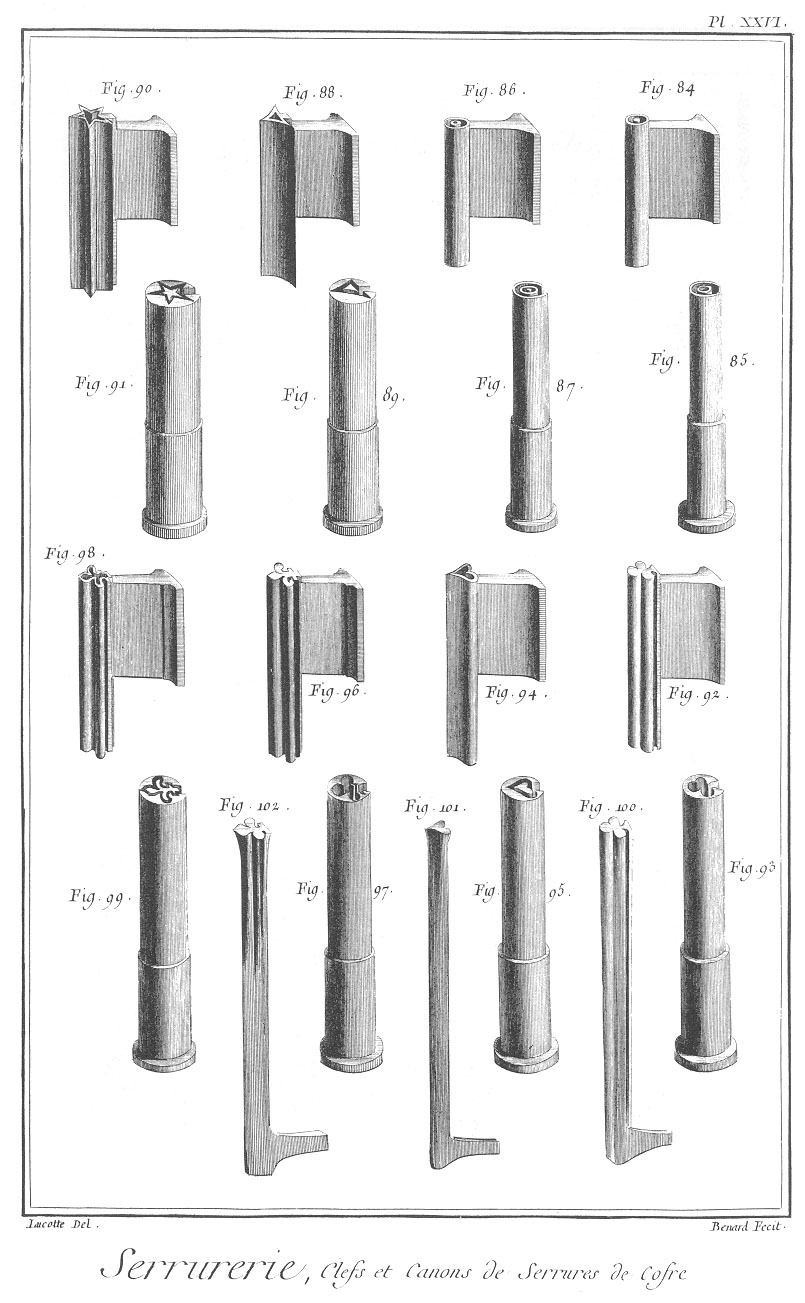 Pl. XXVI.
Fig. 90. Fig. 88. Fig. 86. Fig. 84
Fig. 91. Fig. 89. Fig. 87. Fig. 85.
Fig. 98.
Fig. 96. Fig. 94. Fig. 92.
Fig. 102. Fig. 101. Fig. 100.
Fig. 99. Fig. 97. Fig. 95. Fig. 93
Lucotte Del. Benard Fecit.
Serrurerie, Clefs et Canons de Serrures de Cofre